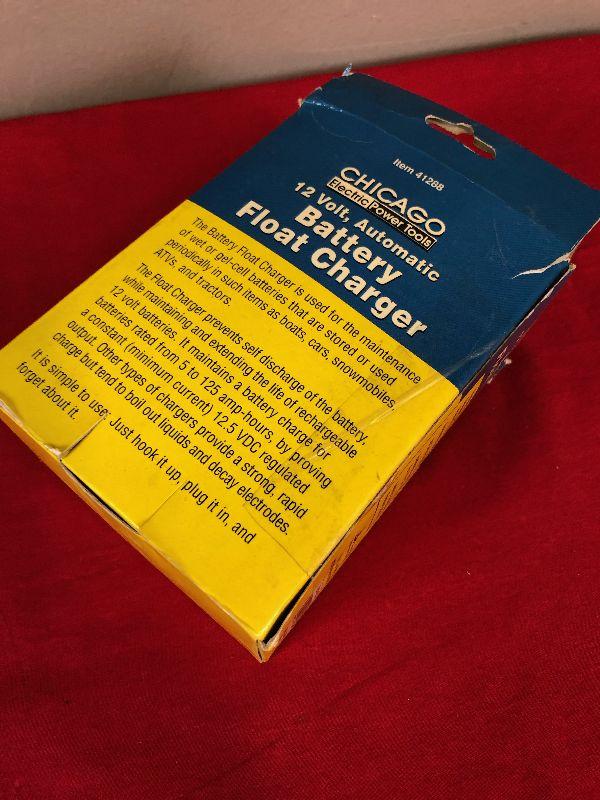 Item 41288
CHICAGO
Electric Power Tools
12 Volt, Automatic
Battery
Float Charger
The Battery Float Charger is used for the maintenance
of wet or gel-cell batteries that are stored or used
periodically in such items as boats, cars, snowmobiles,
ATVs, and tractors.
The Float Charger prevents self discharge of the battery,
while maintaining and extending the life of rechargeable
12 volt batteries. It maintains a battery charge for
batteries rated from 5 to 125 amp-hours, by proving
a constant (minimum current) 12.5 VDC regulated
output. Other types of chargers provide a strong, rapid
charge but tend to boil out liquids and decay electrodes.
It is simple to use: Just hook it up, plug it in, and
forget about it.